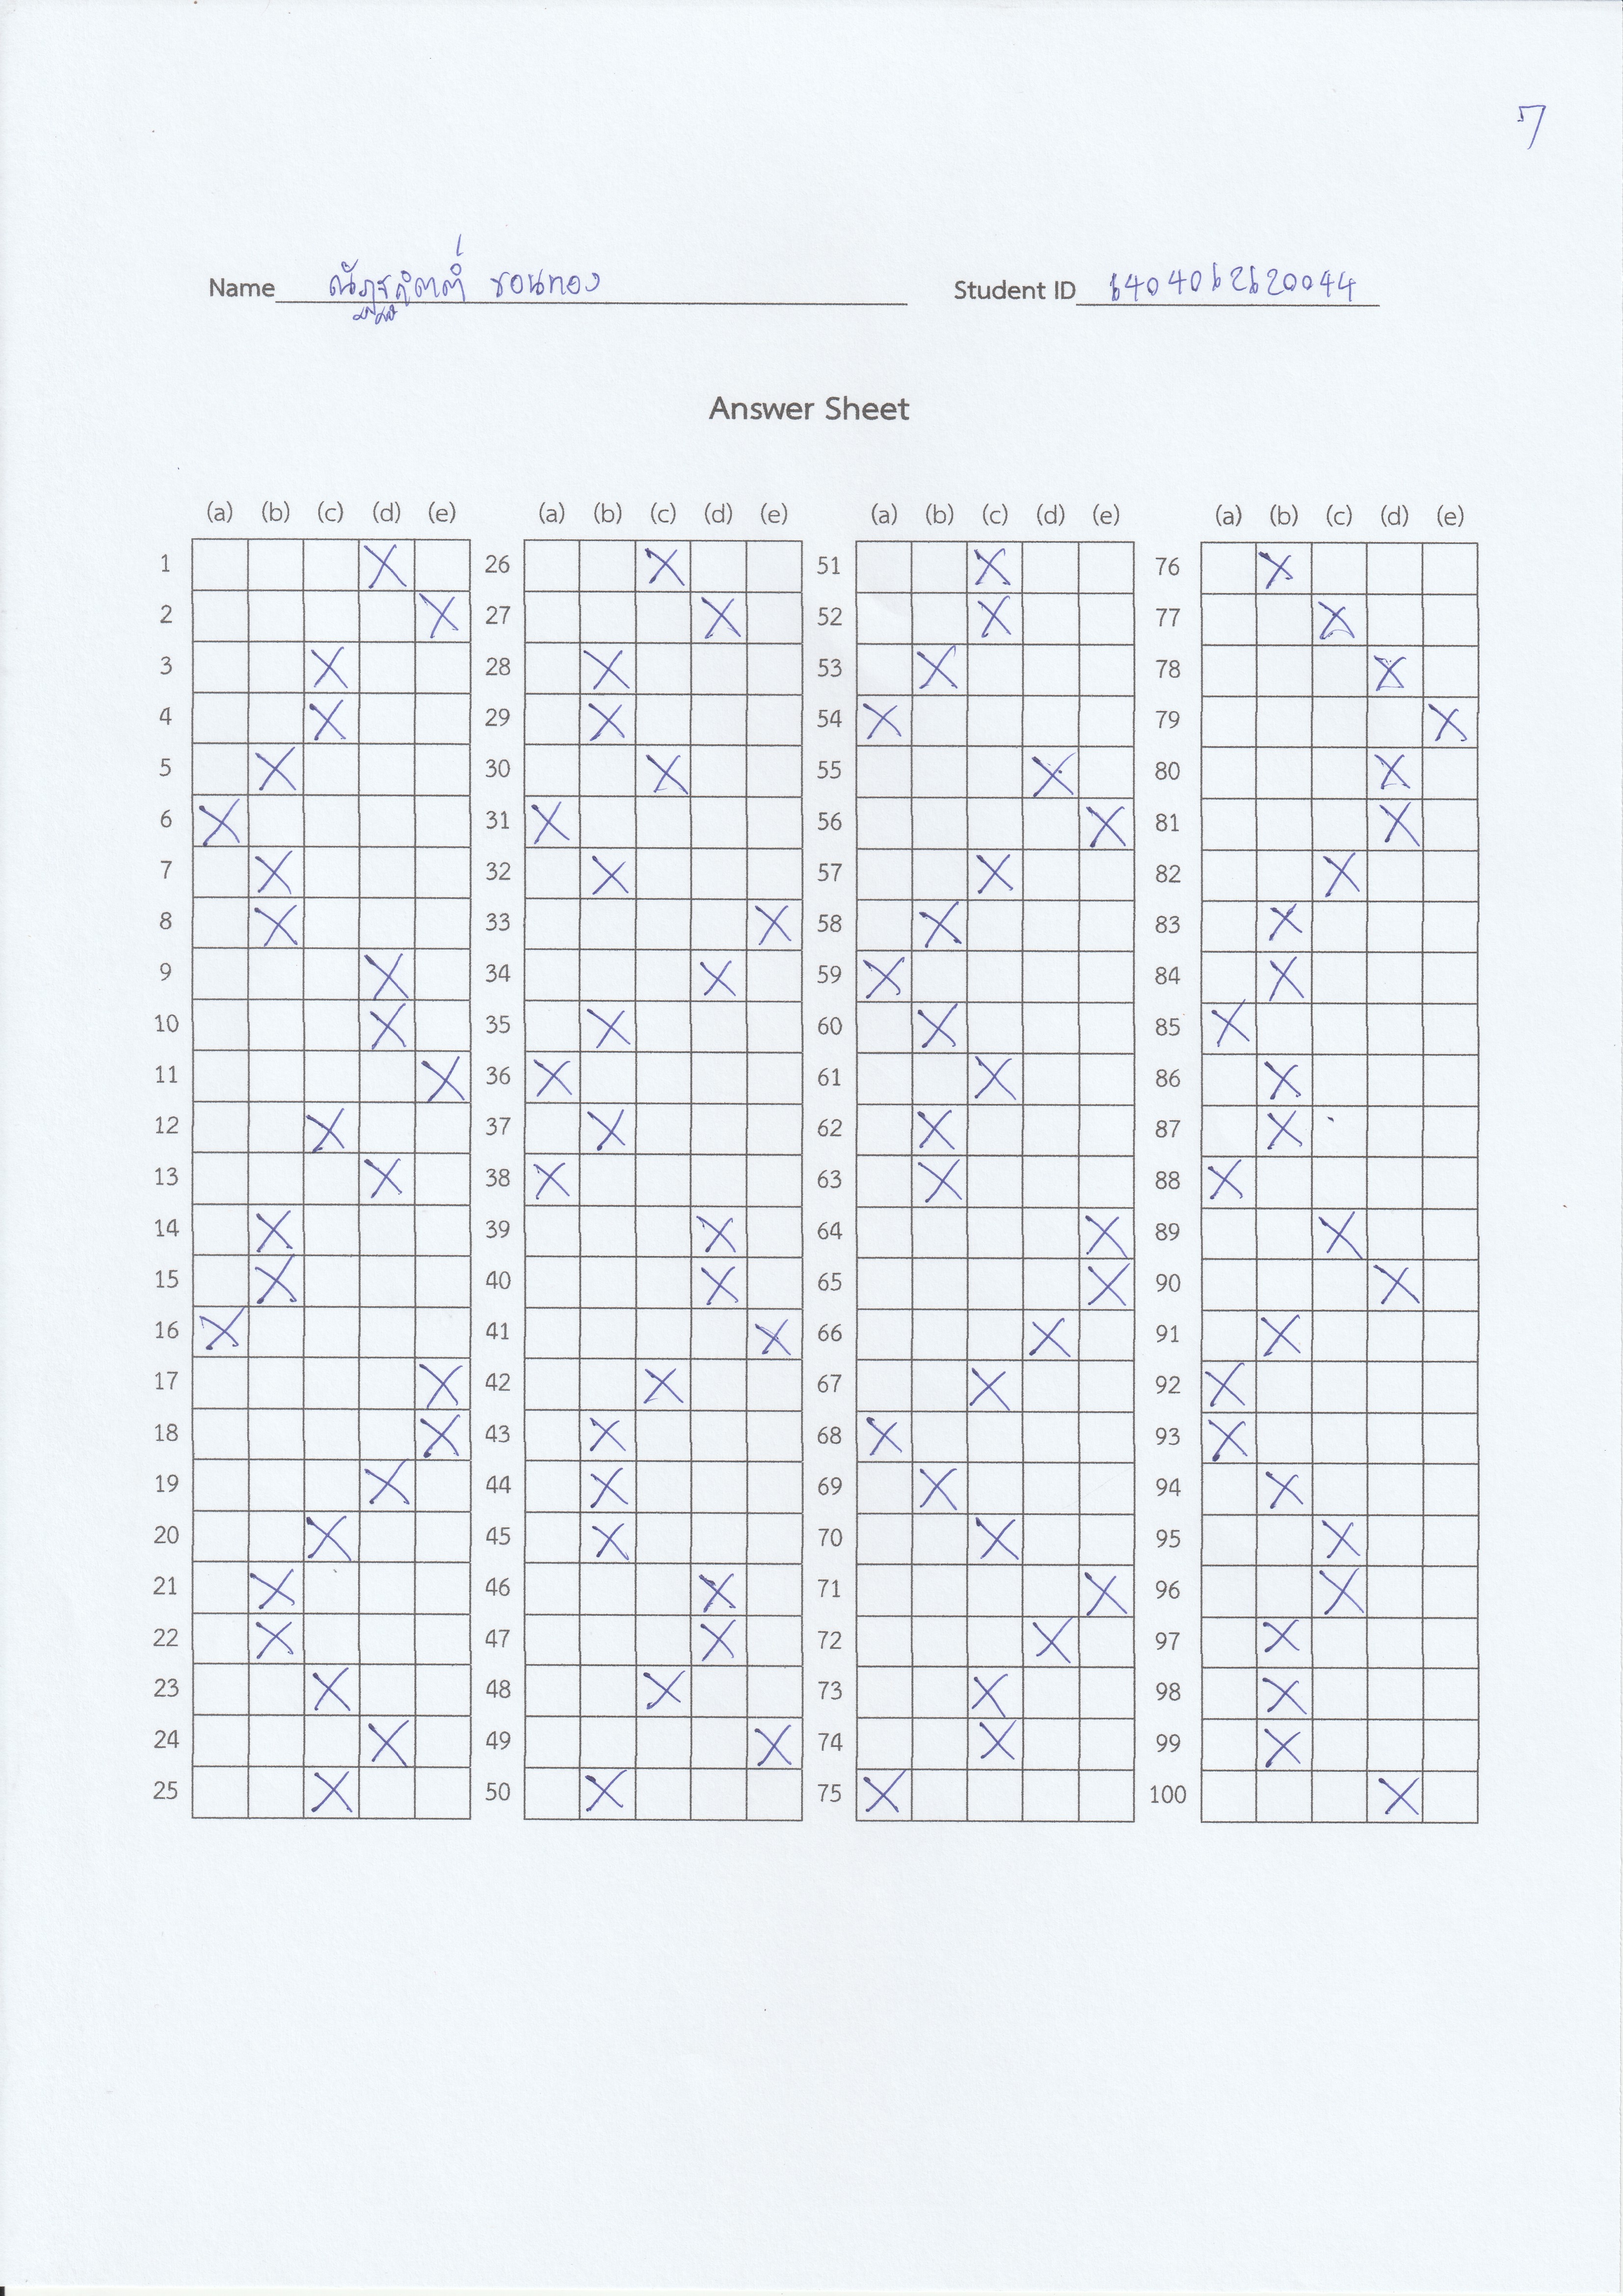 7
Name ณัฏฐกิตติ์ ชอนทอง Student ID 6404062620044
Answer Sheet
(a) (b) (c) (d) (e) (a) (b) (c) (d) (e) (a) (b) (c) (d) (e) (a) (b) (c) (d) (e)
1 X 26 X 51 X 76 X
2 X 27 X 52 X 77 X
3 X 28 X 53 X 78 X
4 X 29 X 54 X 79 X
5 X 30 X 55 X 80 X
6 X 31 X 56 X 81 X
7 X 32 X 57 X 82 X
8 X 33 X 58 X 83 X
9 X 34 X 59 X 84 X
10 X 35 X 60 X 85 X
11 X 36 X 61 X 86 X
12 X 37 X 62 X 87 X
13 X 38 X 63 X 88 X
14 X 39 X 64 X 89 X
15 X 40 X 65 X 90 X
16 X 41 X 66 X 91 X
17 X 42 X 67 X 92 X
18 X 43 X 68 X 93 X
19 X 44 X 69 X 94 X
20 X 45 X 70 X 95 X
21 X 46 X 71 X 96 X
22 X 47 X 72 X 97 X
23 X 48 X 73 X 98 X
24 X 49 X 74 X 99 X
25 X 50 X 75 X 100 X